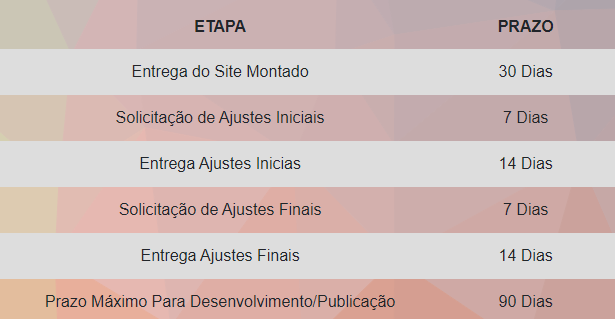 ETAPA PRAZO
Entrega do Site Montado 30 Dias
Solicitação de Ajustes Iniciais 7 Dias
Entrega Ajustes Inicias 14 Dias
Solicitação de Ajustes Finais 7 Dias
Entrega Ajustes Finais 14 Dias
Prazo Máximo Para Desenvolvimento/Publicação 90 Dias